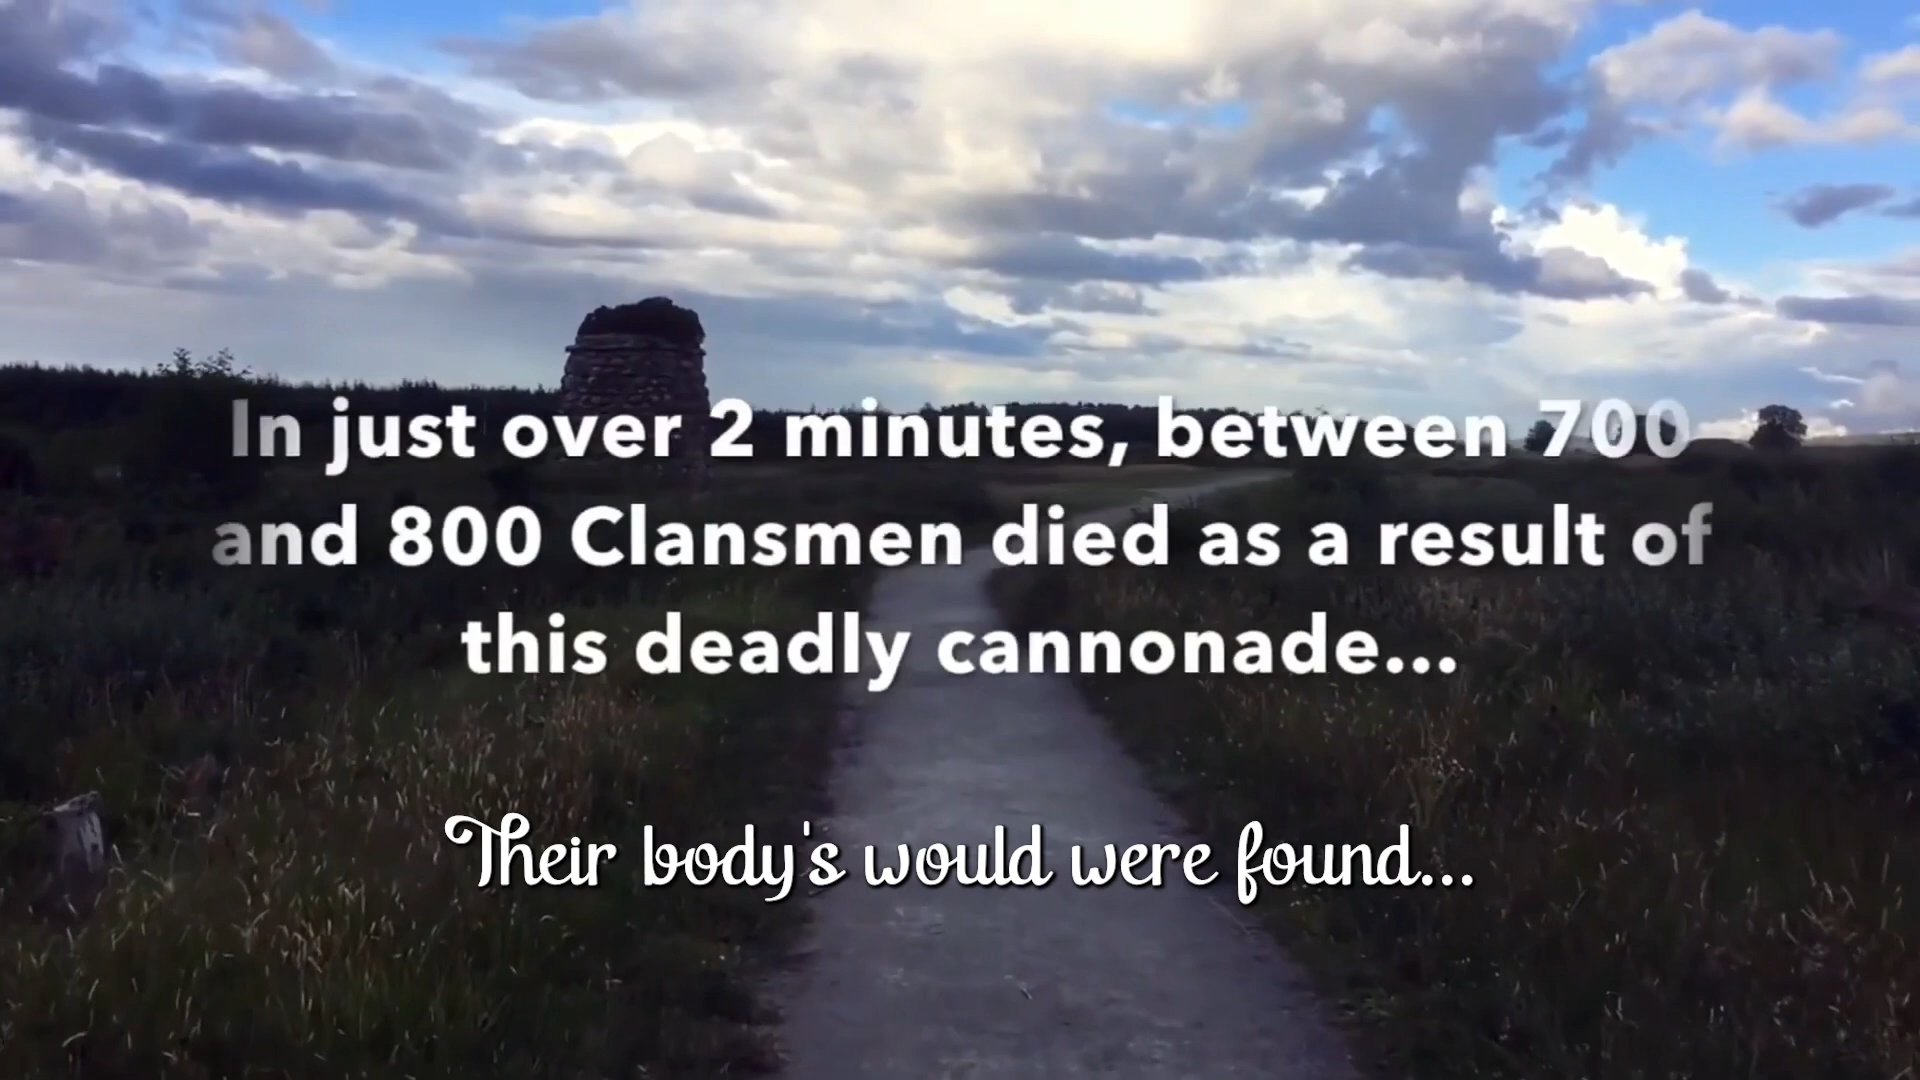 In just over 2 minutes, between 700
and 800 Clansmen died as a result of
this deadly cannonade...
Their body's would were found...